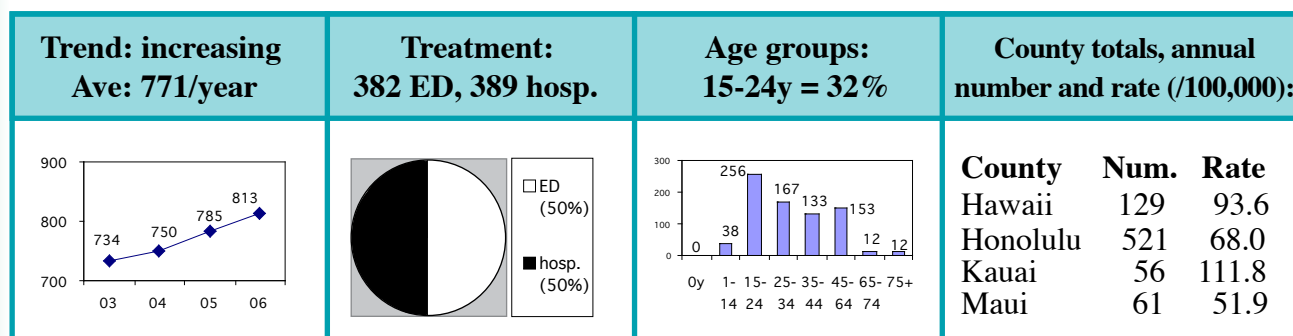 Trend: increasing
Ave: 771/year
Treatment:
382 ED, 389 hosp.
Age groups:
15-24y = 32%
County totals, annual
number and rate (/100,000):
900
800
700
734
750
785
813
03 04 05 06
ED
(50%)
hosp.
(50%)
300
200
100
0
0
38
256
167
133
153
12
12
0y 1- 15- 25- 35- 45- 65- 75+
14 24 34 44 64 74
County Num. Rate
Hawaii 129 93.6
Honolulu 521 68.0
Kauai 56 111.8
Maui 61 51.9